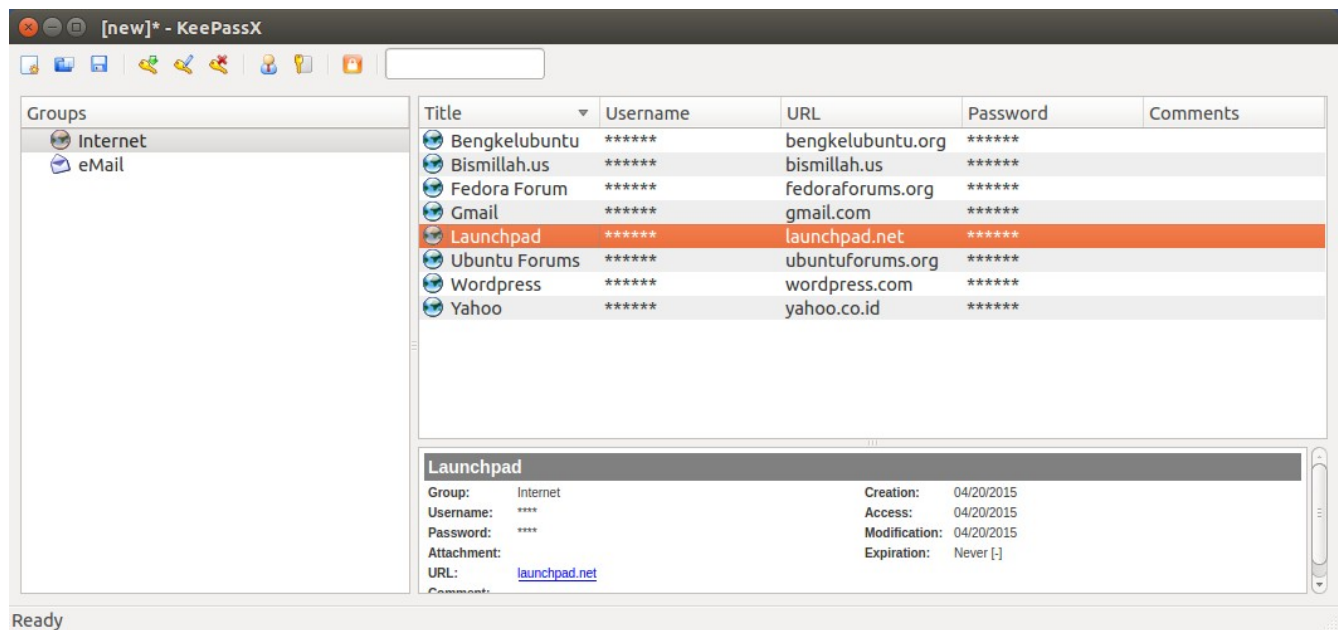 [new]* - KeePassX
Groups
Internet
eMail
Title Username URL Password Comments
Bengkelubuntu ****** bengkelubuntu.org ******
Bismillah.us ****** bismillah.us ******
Fedora Forum ****** fedoraforums.org ******
Gmail ****** gmail.com ******
Launchpad ****** launchpad.net ******
Ubuntu Forums ****** ubuntuforums.org ******
Wordpress ****** wordpress.com ******
Yahoo ****** yahoo.co.id ******
Launchpad
Group: Internet Creation: 04/20/2015
Username: **** Access: 04/20/2015
Password: **** Modification: 04/20/2015
Attachment: Expiration: Never [-]
URL: launchpad.net
Comment:
Ready